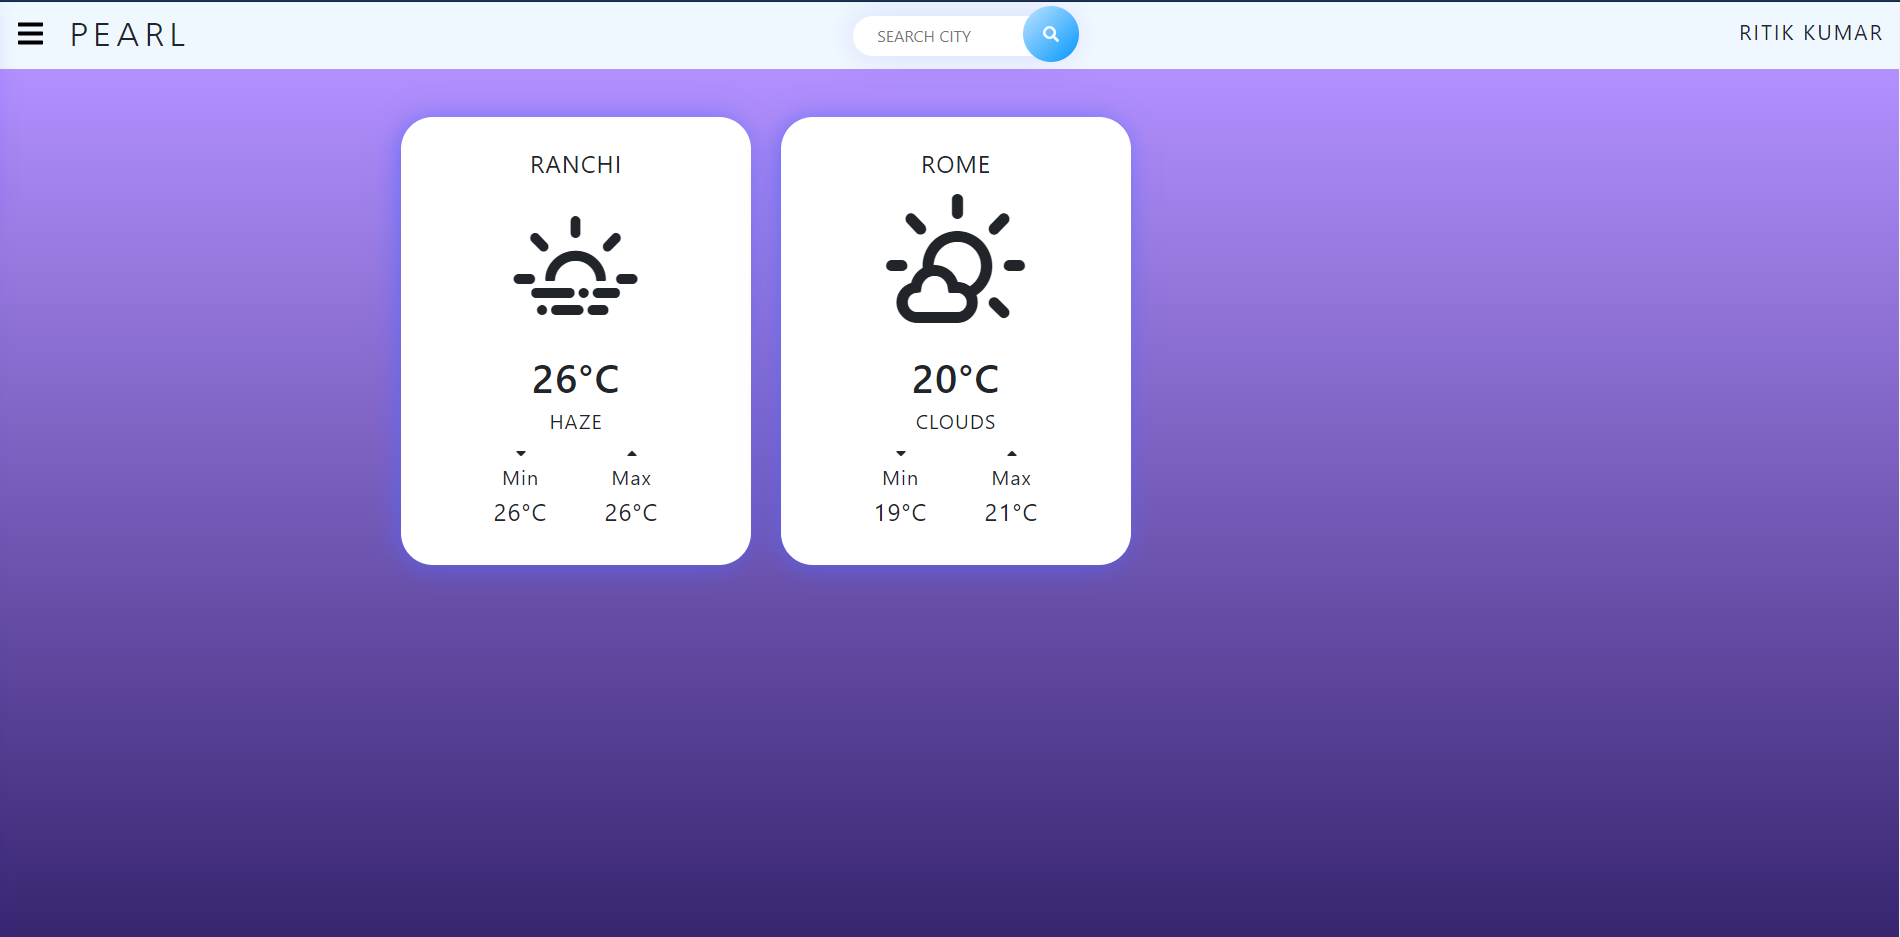 PEARL
SEARCH CITY
RITIK KUMAR
RANCHI
26°C
HAZE
Min Max
26°C 26°C
ROME
20°C
CLOUDS
Min Max
19°C 21°C